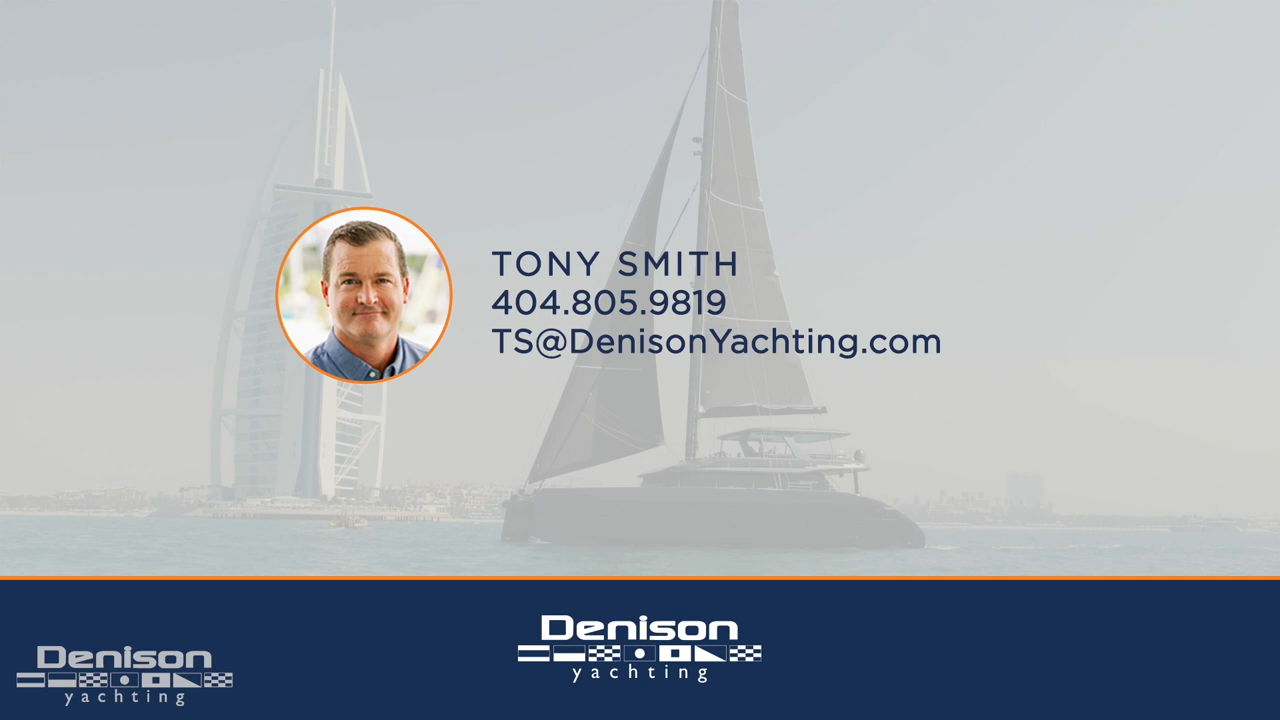 TONY SMITH
404.805.9819
TS@DenisonYachting.com
Denison
yachting
Denison
yachting